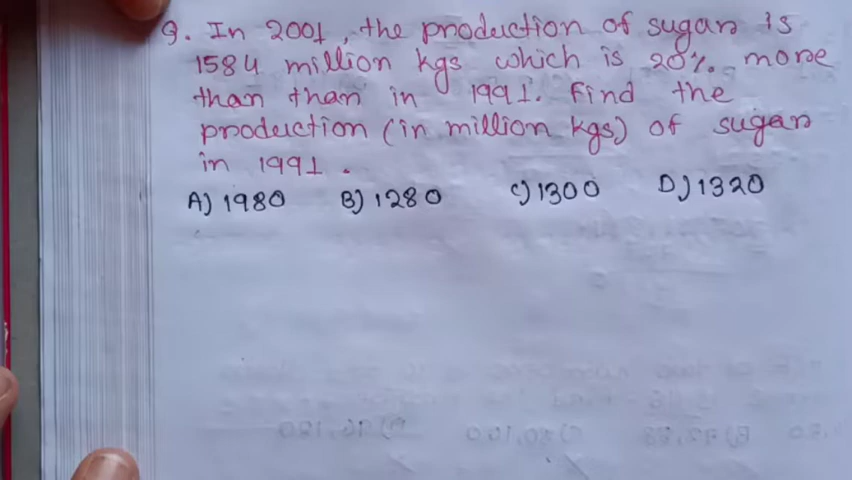 Q. In 2001, the production of sugar is
1584 million kgs which is 20% more
than than in 1991. Find the
production (in million kgs) of sugar
in 1991.
A) 1980 B) 1280 C) 1300 D) 1320